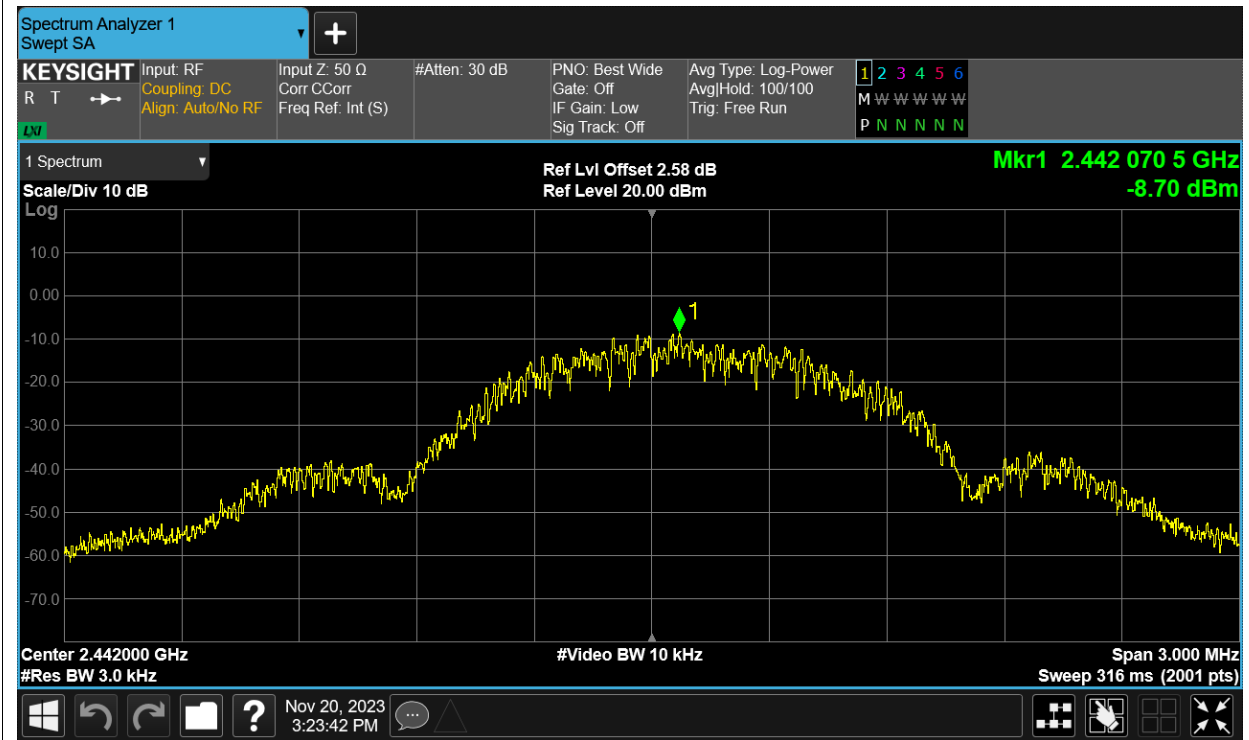 Spectrum Analyzer 1
Swept SA
+
KEYSIGHT
R T
LXI
Input: RF
Coupling: DC
Align: Auto/No RF
Input Z: 50 Ω
Corr CCorr
Freq Ref: Int (S)
#Atten: 30 dB
PNO: Best Wide
Gate: Off
IF Gain: Low
Sig Track: Off
Avg Type: Log-Power
Avg|Hold: 100/100
Trig: Free Run
1 2 3 4 5 6
M W W W W W
P N N N N N
1 Spectrum
Scale/Div 10 dB
Log
Ref Lvl Offset 2.58 dB
Ref Level 20.00 dBm
Mkr1 2.442 070 5 GHz
-8.70 dBm
10.0
0.00
-10.0
-20.0
-30.0
-40.0
-50.0
-60.0
-70.0
1
Center 2.442000 GHz
#Res BW 3.0 kHz
#Video BW 10 kHz
Span 3.000 MHz
Sweep 316 ms (2001 pts)
?
Nov 20, 2023
3:23:42 PM